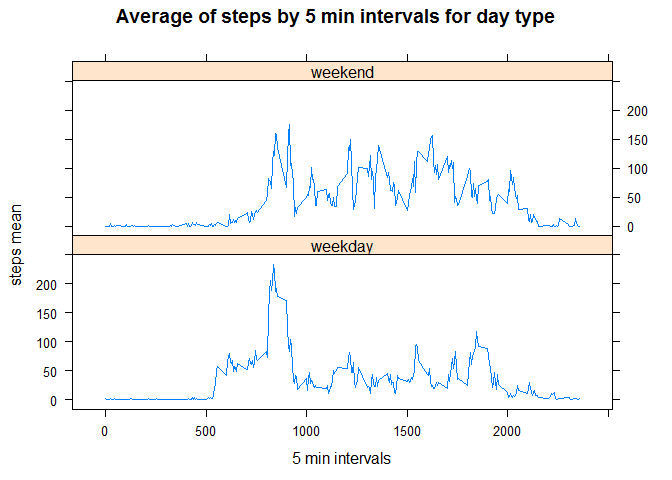 Average of steps by 5 min intervals for day type
weekend
200
150
100
50
0
steps mean
weekday
200
150
100
50
0
0 500 1000 1500 2000
5 min intervals